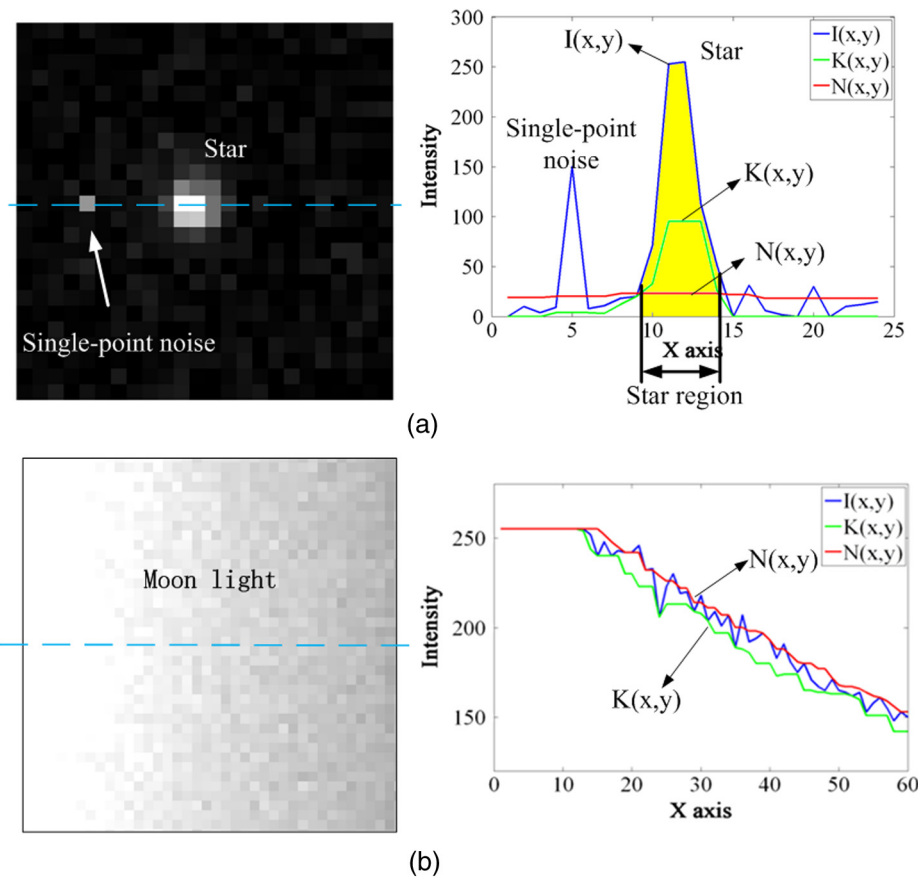 Star
Single-point noise
300
250
200
150
100
50
0
Intensity
I(x,y)
Star
Single-point
noise
K(x,y)
N(x,y)
I(x,y)
K(x,y)
N(x,y)
0 5 10 15 20 25
X axis
Star region
(a)
Moon light
250
200
150
Intensity
I(x,y)
K(x,y)
N(x,y)
N(x,y)
K(x,y)
0 10 20 30 40 50 60
X axis
(b)